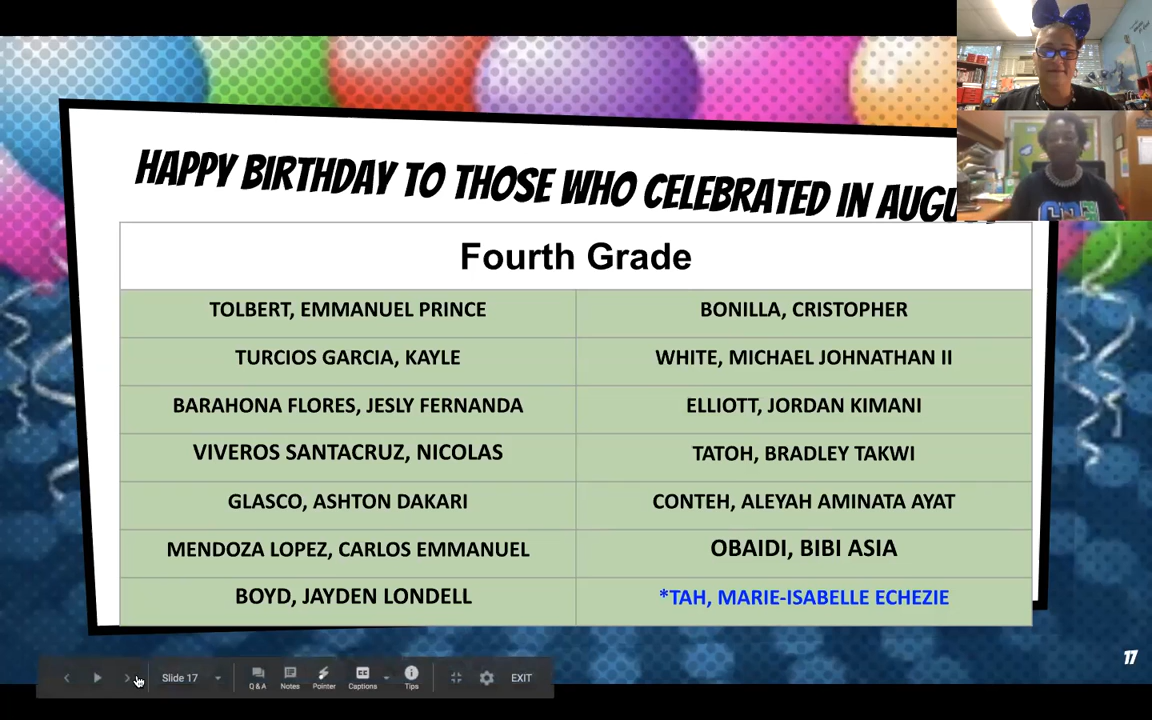 HAPPY BIRTHDAY TO THOSE WHO CELEBRATED IN AUGU
Fourth Grade
TOLBERT, EMMANUEL PRINCE
BONILLA, CRISTOPHER
TURCIOS GARCIA, KAYLE
WHITE, MICHAEL JOHNATHAN II
BARAHONA FLORES, JESLY FERNANDA
ELLIOTT, JORDAN KIMANI
VIVEROS SANTACRUZ, NICOLAS
TATOH, BRADLEY TAKWI
GLASCO, ASHTON DAKARI
CONTEH, ALEYAH AMINATA AYAT
MENDOZA LOPEZ, CARLOS EMMANUEL
OBAIDI, BIBI ASIA
BOYD, JAYDEN LONDELL
*TAH, MARIE-ISABELLE ECHEZIE
17
Slide 17
Q&A
Notes
Pointer
Captions
Tips
EXIT